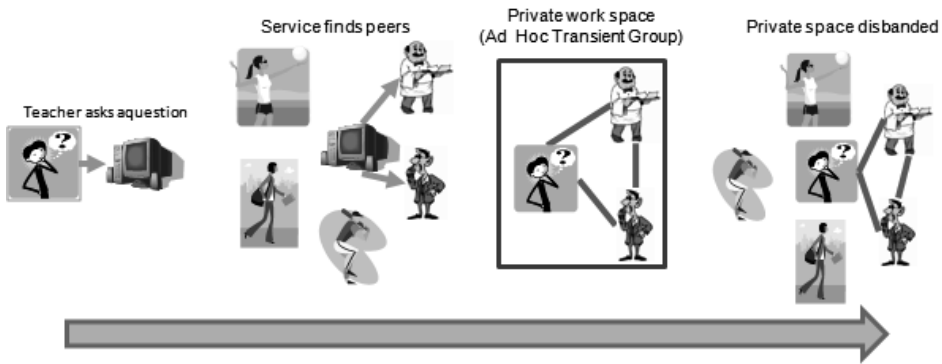 Teacher asks aquestion
?
Service finds peers
Private work space
(Ad Hoc Transient Group)
?
Private space disbanded
?